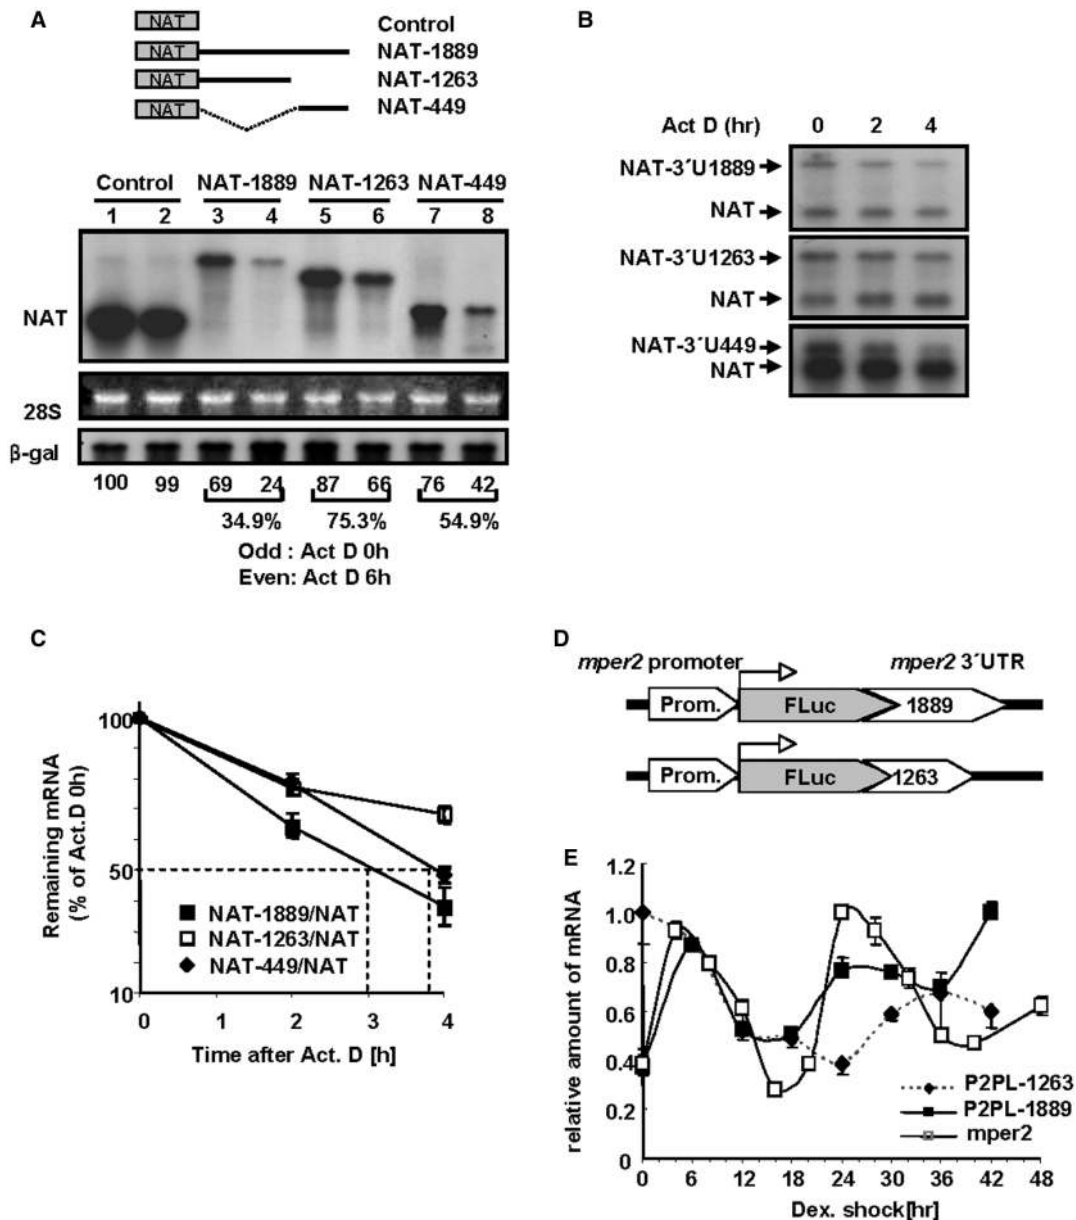 A
NAT Control
NAT NAT-1889
NAT NAT-1263
NAT NAT-449
Control NAT-1889 NAT-1263 NAT-449
1 2 3 4 5 6 7 8
NAT
28S
β-gal
100 99 69 24 87 66 76 42
34.9% 75.3% 54.9%
Odd : Act D 0h
Even: Act D 6h
B
Act D (hr) 0 2 4
NAT-3´U1889
NAT
NAT-3´U1263
NAT
NAT-3´U449
NAT
C
Remaining mRNA
(% of Act.D 0h)
100
50
10
NAT-1889/NAT
NAT-1263/NAT
NAT-449/NAT
0 2 3 4
Time after Act. D [h]
D
mper2 promoter mper2 3´UTR
Prom. FLuc 1889
Prom. FLuc 1263
E
relative amount of mRNA
1.2
1.0
0.8
0.6
0.4
0.2
0
P2PL-1263
P2PL-1889
mper2
0 6 12 18 24 30 36 42 48
Dex. shock[hr]